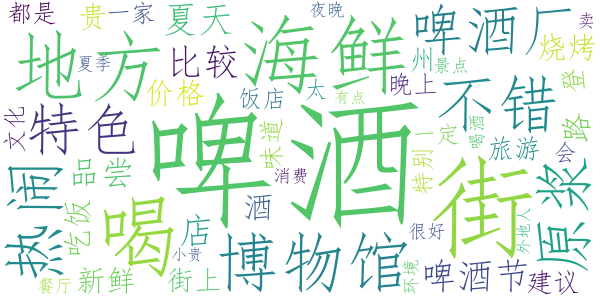 都是
贵
一家
夏天
夜晚
啤酒厂
卖
地方
夏季
比较
海鲜
州
景点
烧烤
文化
特色
价格
饭店
太
有点
晚上
不错
登
路
啤酒
味道
特别
一定
喝酒
旅游
会
热闹
品尝
吃饭
喝
店
酒
消费
街
原浆
小贵
博物馆
很好
环境
外地人
餐厅
新鲜
街上
啤酒节
建议